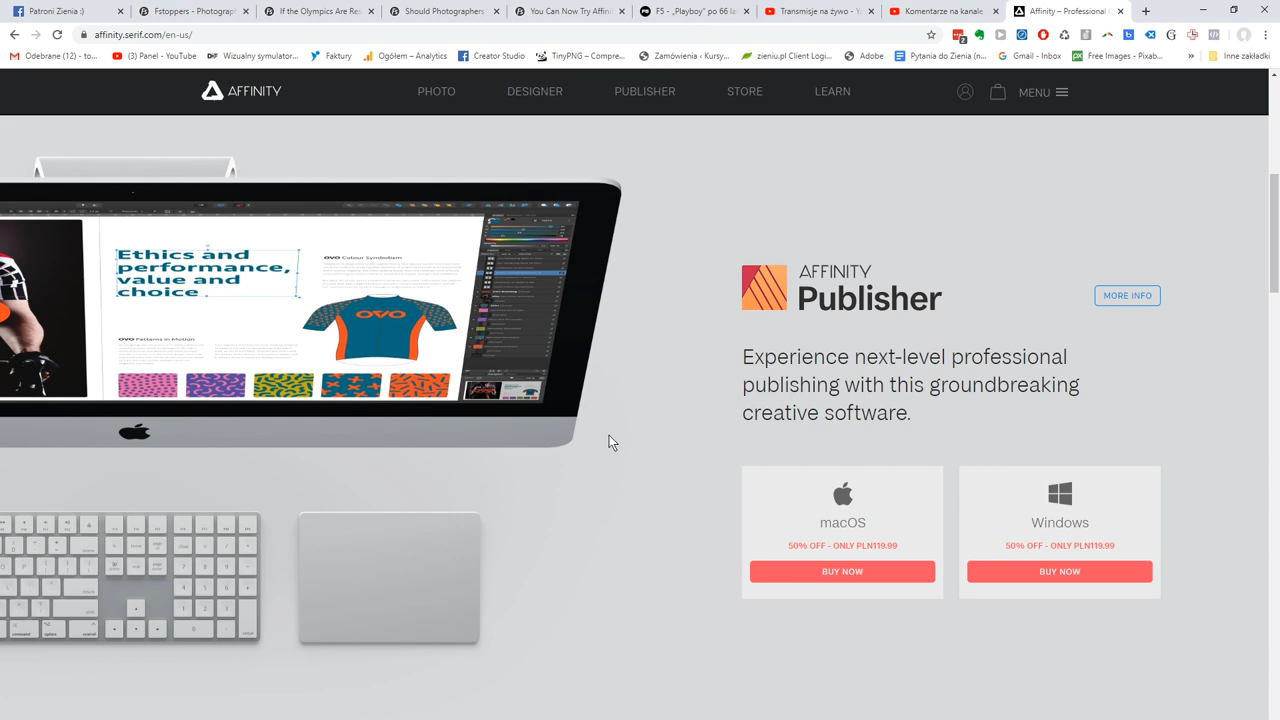 Patroni Zienia :)
Fstoppers - Photograph
If the Olympics Are Res
Should Photographers
You Can Now Try Affin
F5 - „Playboy" po 66 la
Transmisje na żywo - Y
Komentarze na kanale
Affinity – Professional C
affinity.serif.com/en-us/
Odebrane (12) - to...
(3) Panel - YouTube
Wizualny symulator...
Faktury
Ogółem – Analytics
Creator Studio
TinyPNG – Compre...
Zamówienia ‹ Kursy...
zieniu.pl Client Logi...
Adobe
Pytania do Zienia (n...
Gmail - Inbox
Free Images - Pixab...
»
Inne zakładki
AFFINITY
PHOTO
DESIGNER
PUBLISHER
STORE
LEARN
MENU
Ethics and
performance,
value and
choice
OVO Colour Symbolism
OVO
OVO Patterns in Motion
AFFINITY
Publisher
MORE INFO
Experience next-level professional
publishing with this groundbreaking
creative software.
macOS
50% OFF - ONLY PLN119.99
BUY NOW
Windows
50% OFF - ONLY PLN119.99
BUY NOW